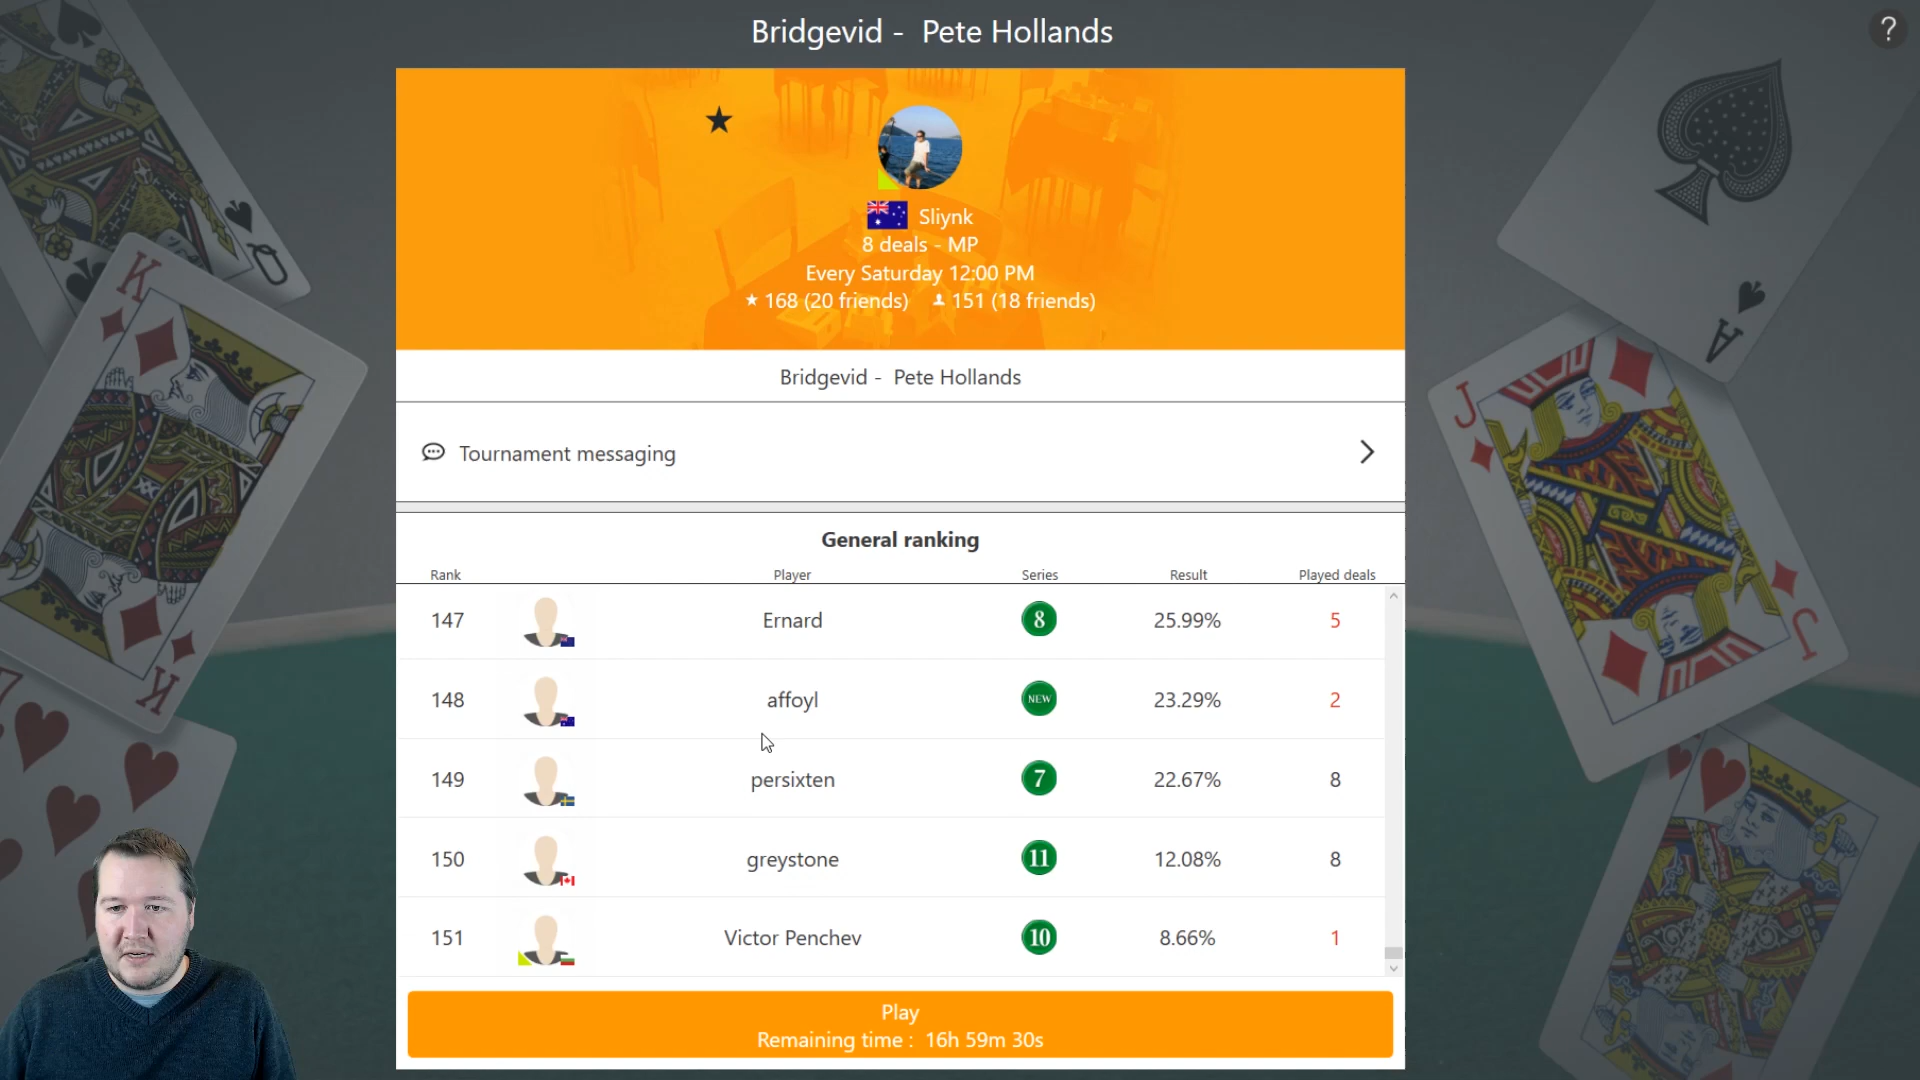 Bridgevid - Pete Hollands
?
Sliynk
8 deals - MP
Every Saturday 12:00 PM
168 (20 friends) 151 (18 friends)
Bridgevid - Pete Hollands
Tournament messaging
General ranking
Rank Player Series Result Played deals
147 Ernard 8 25.99% 5
148 affoyl NEW 23.29% 2
149 persixten 7 22.67% 8
150 greystone 11 12.08% 8
151 Victor Penchev 10 8.66% 1
Play
Remaining time : 16h 59m 30s
Q
K
K
7
A
J
J